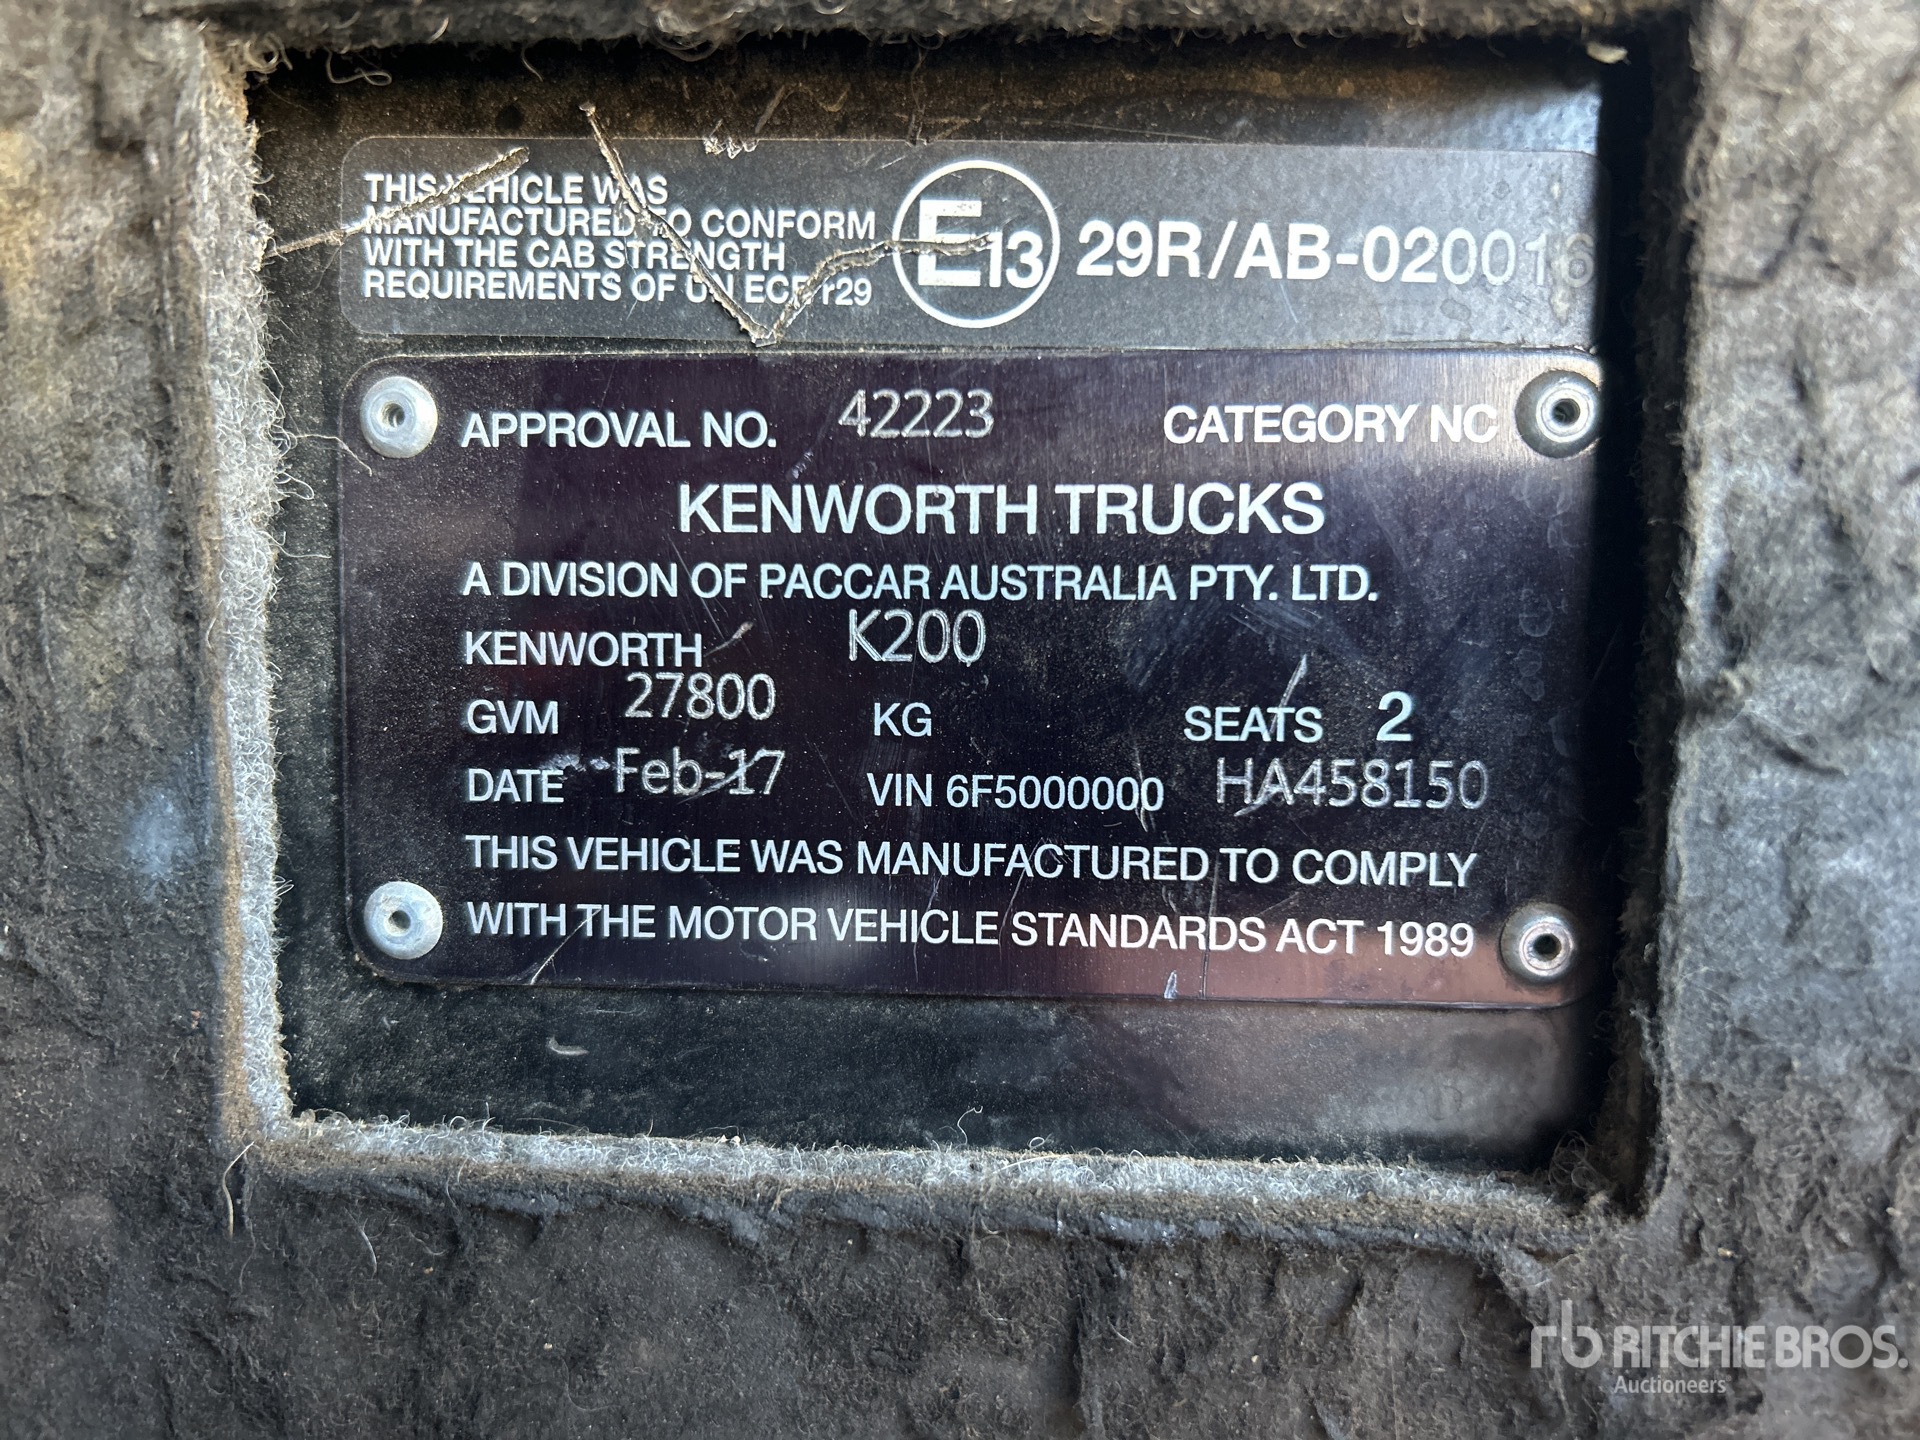 THIS VEHICLE WAS
MANUFACTURED TO CONFORM
WITH THE CAB STRENGTH
REQUIREMENTS OF UN ECE r29
E13 29R/AB-020016
APPROVAL NO. 42223 CATEGORY NC
KENWORTH TRUCKS
A DIVISION OF PACCAR AUSTRALIA PTY. LTD.
KENWORTH K200
GVM 27800 KG SEATS 2
DATE Feb-17 VIN 6F5000000 HA458150
THIS VEHICLE WAS MANUFACTURED TO COMPLY
WITH THE MOTOR VEHICLE STANDARDS ACT 1989
rb RITCHIE BROS.
Auctioneers